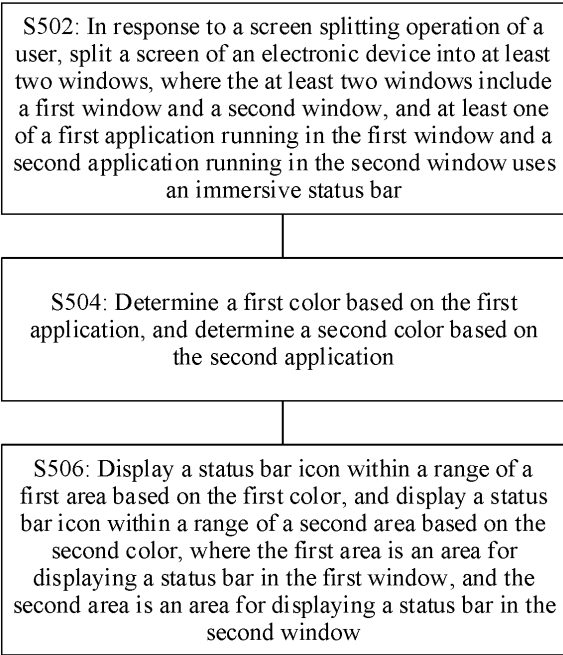 S502: In response to a screen splitting operation of a
user, split a screen of an electronic device into at least
two windows, where the at least two windows include
a first window and a second window, and at least one
of a first application running in the first window and a
second application running in the second window uses
an immersive status bar
S504: Determine a first color based on the first
application, and determine a second color based on
the second application
S506: Display a status bar icon within a range of a
first area based on the first color, and display a status
bar icon within a range of a second area based on the
second color, where the first area is an area for
displaying a status bar in the first window, and the
second area is an area for displaying a status bar in the
second window